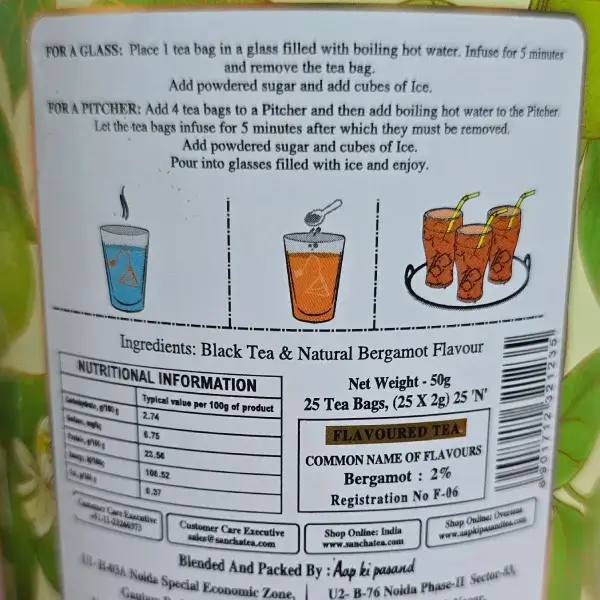 FOR A GLASS: Place 1 tea bag in a glass filled with boiling hot water. Infuse for 5 minutes
and remove the tea bag.
Add powdered sugar and add cubes of Ice.
FOR A PITCHER: Add 4 tea bags to a Pitcher and then add boiling hot water to the Pitcher.
Let the tea bags infuse for 5 minutes after which they must be removed.
Add powdered sugar and cubes of Ice.
Pour into glasses filled with ice and enjoy.
Ingredients: Black Tea & Natural Bergamot Flavour
NUTRITIONAL INFORMATION
Typical value per 100g of product
2.74
6.75
23.56
106.52
0.37
Net Weight - 50g
25 Tea Bags, (25 X 2g) 25 'N'
FLAVOURED TEA
COMMON NAME OF FLAVOURS
Bergamot : 2%
Registration No F-06
Customer Care Executive
Customer Care Executive
sales@sanchatea.com
Shop Online: India
www.sanchatea.com
Shop Online: Overseas
www.aapkipasandtea.com
Blended And Packed By : Aap ki pasand
Noida Special Economic Zone,
U2- B-76 Noida Phase-II Sector-83,